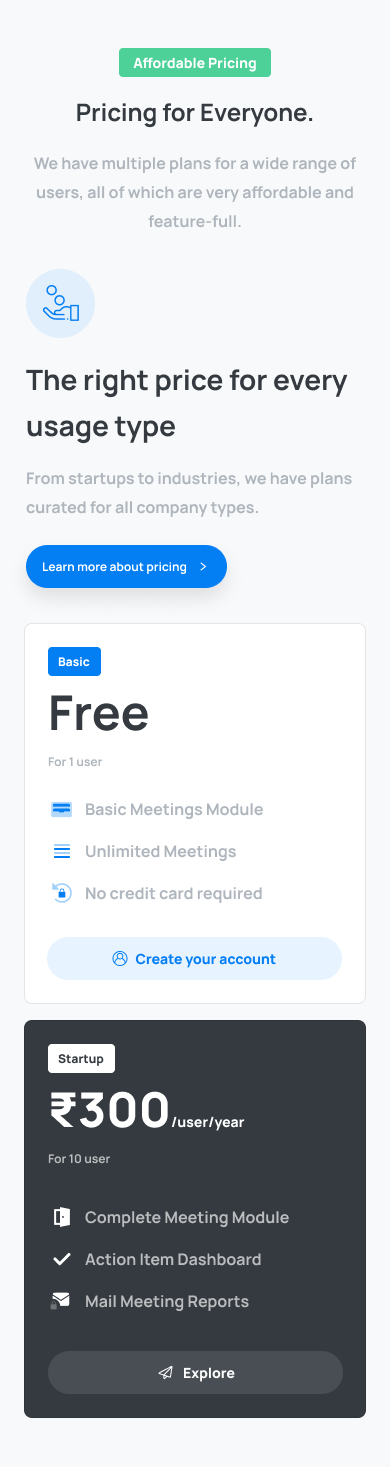 Affordable Pricing
Pricing for Everyone.
We have multiple plans for a wide range of
users, all of which are very affordable and
feature-full.
The right price for every
usage type
From startups to industries, we have plans
curated for all company types.
Learn more about pricing
Basic
Free
For 1 user
Basic Meetings Module
Unlimited Meetings
No credit card required
Create your account
Startup
₹300/user/year
For 10 user
Complete Meeting Module
Action Item Dashboard
Mail Meeting Reports
Explore